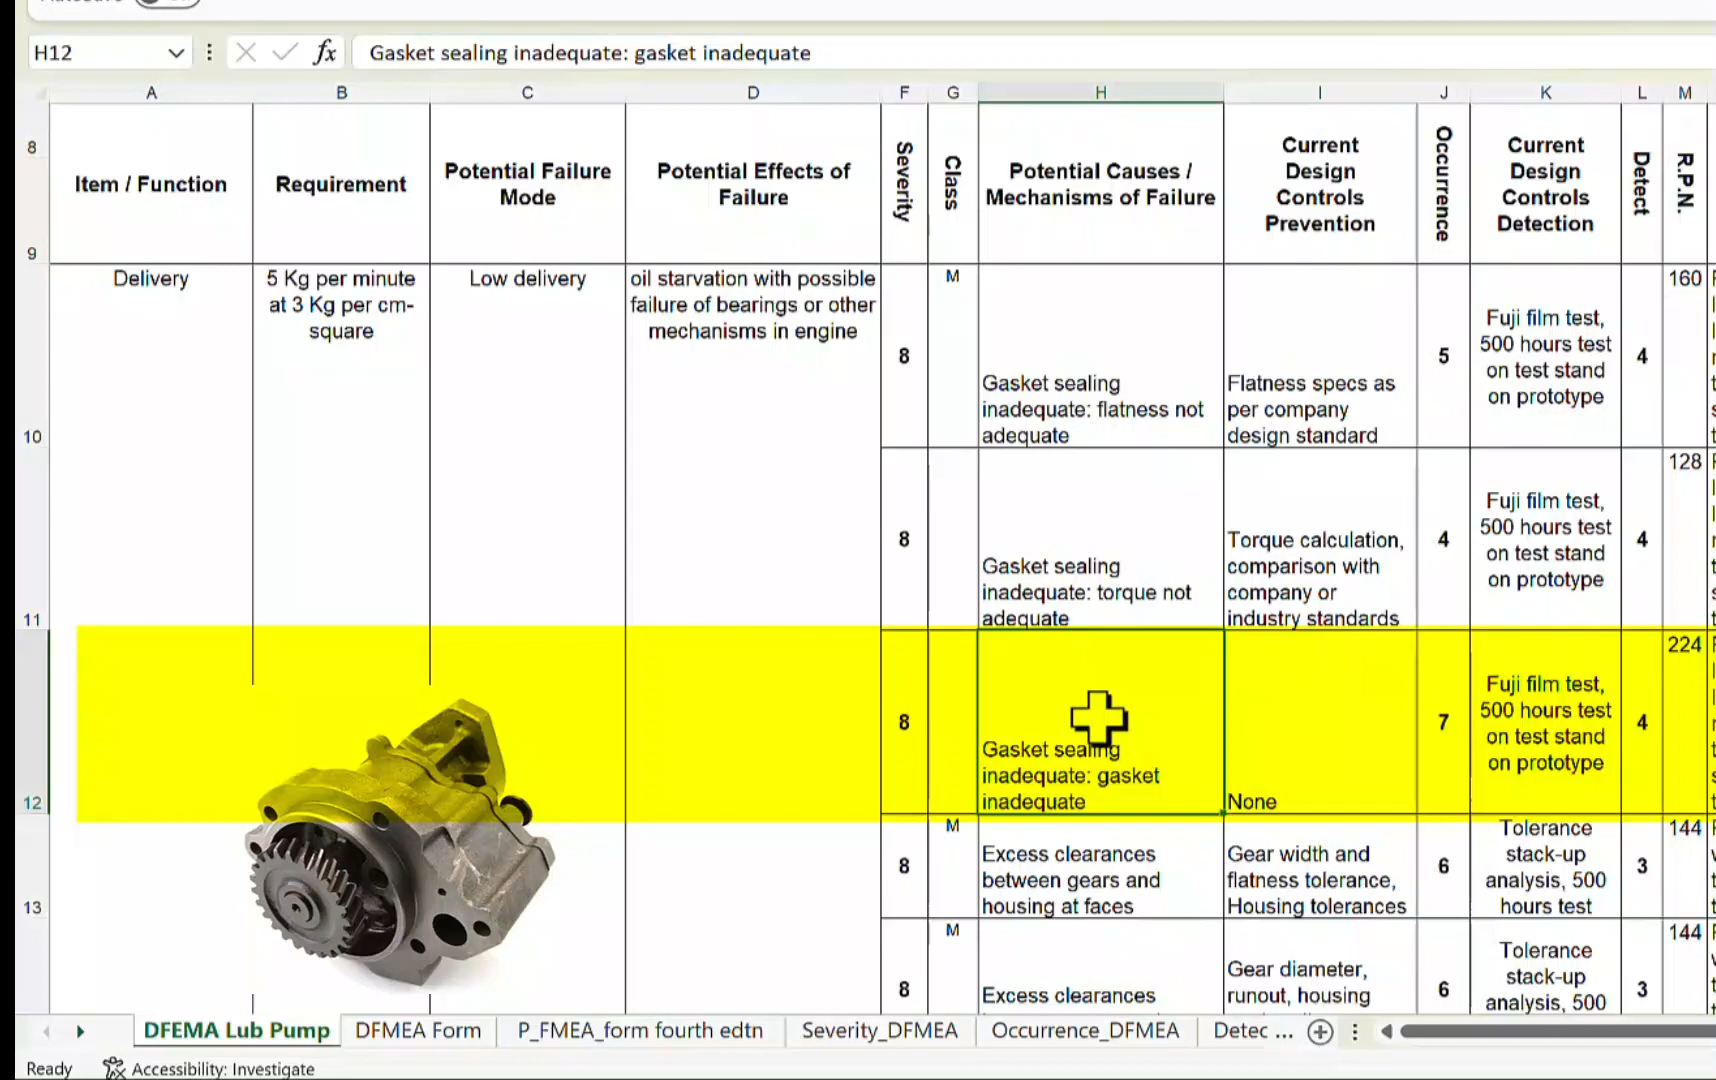 H12
fx
Gasket sealing inadequate: gasket inadequate
A B C D F G H I J K L M
8
9
Item / Function
Requirement
Potential Failure
Mode
Potential Effects of
Failure
Severity
Class
Potential Causes /
Mechanisms of Failure
Current
Design
Controls
Prevention
Occurrence
Current
Design
Controls
Detection
Detect
R.P.N.
10
Delivery
5 Kg per minute
at 3 Kg per cm-
square
Low delivery
oil starvation with possible
failure of bearings or other
mechanisms in engine
8
M
Gasket sealing
inadequate: flatness not
adequate
Flatness specs as
per company
design standard
5
Fuji film test,
500 hours test
on test stand
on prototype
4
160
11
8
Gasket sealing
inadequate: torque not
adequate
Torque calculation,
comparison with
company or
industry standards
4
Fuji film test,
500 hours test
on test stand
on prototype
4
128
12
8
Gasket sealing
inadequate: gasket
inadequate
None
7
Fuji film test,
500 hours test
on test stand
on prototype
4
224
13
8
M
Excess clearances
between gears and
housing at faces
Gear width and
flatness tolerance,
Housing tolerances
6
Tolerance
stack-up
analysis, 500
hours test
3
144
8
M
Excess clearances
Gear diameter,
runout, housing
6
Tolerance
stack-up
analysis, 500
3
144
DFEMA Lub Pump
DFMEA Form
P_FMEA_form fourth edtn
Severity_DFMEA
Occurrence_DFMEA
Detec ...
Ready
Accessibility: Investigate